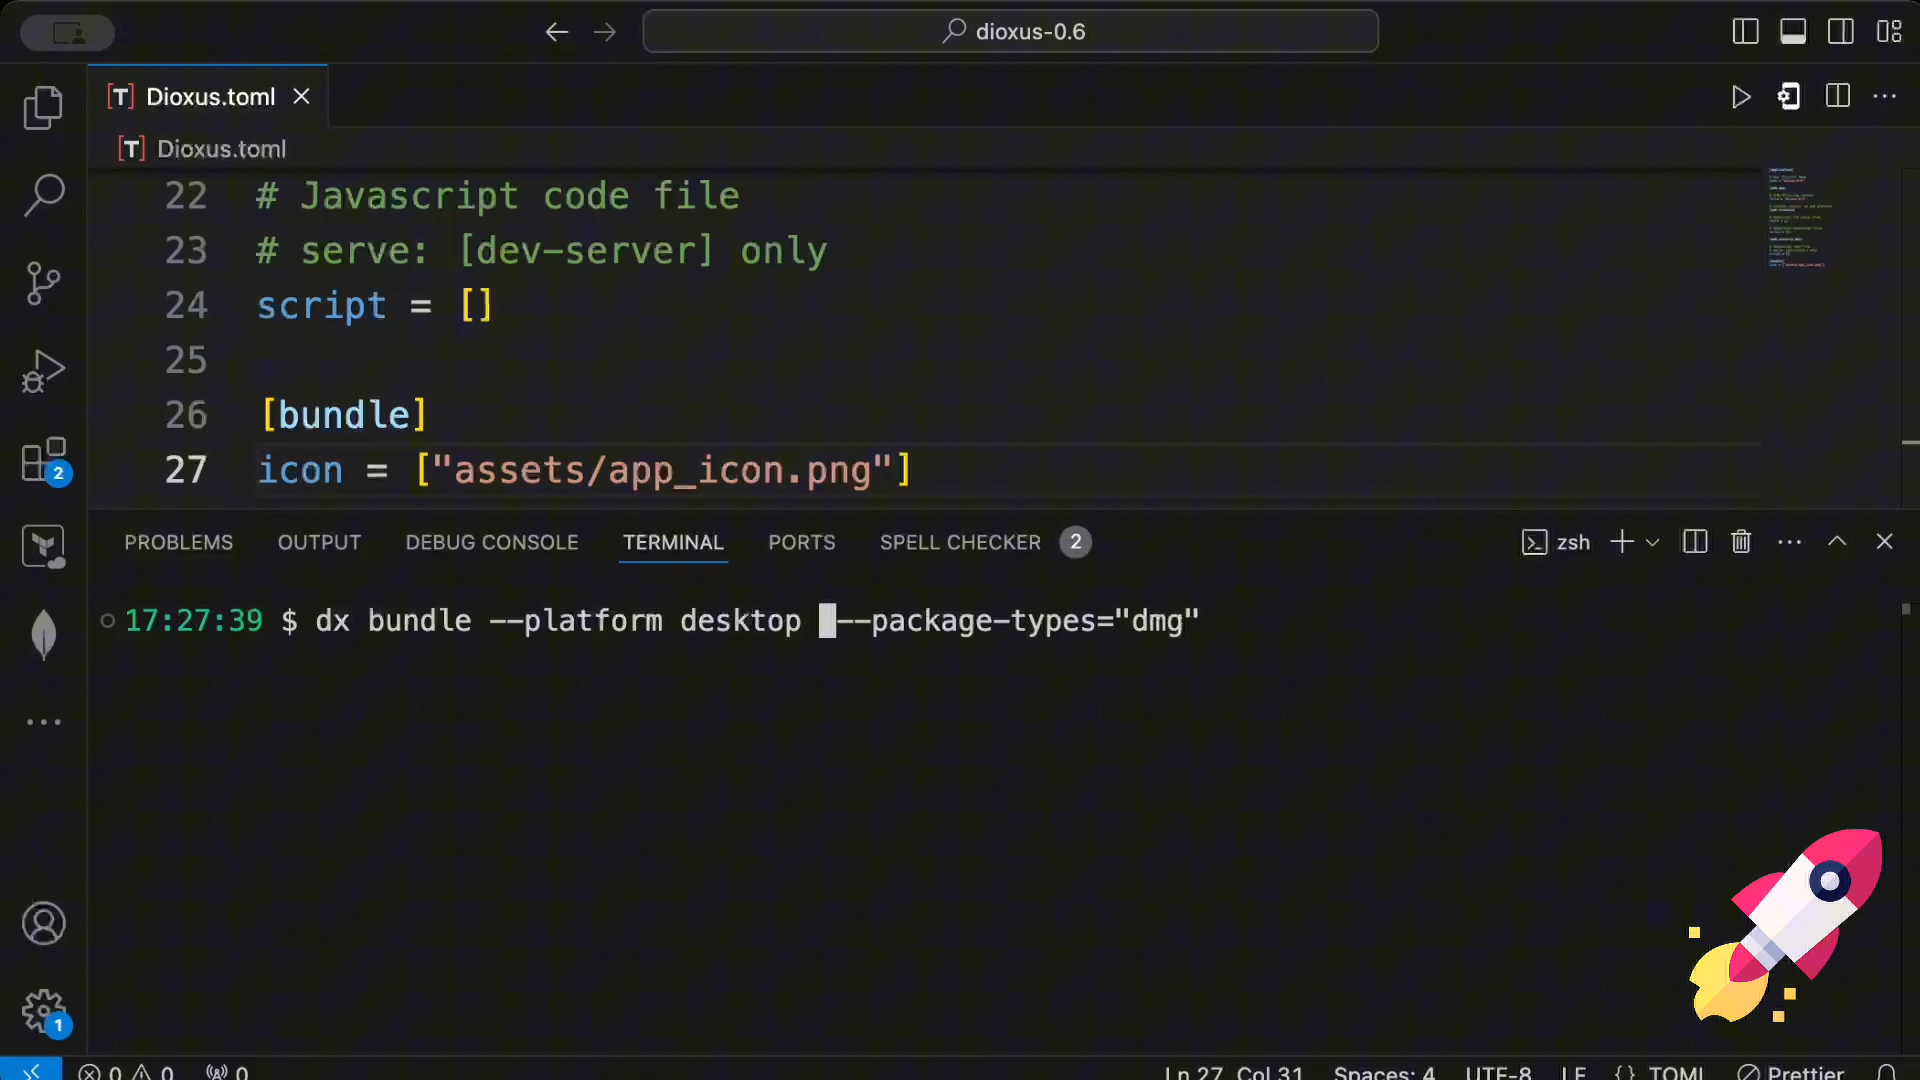 dioxus-0.6
[T] Dioxus.toml
[T] Dioxus.toml
22 # Javascript code file
23 # serve: [dev-server] only
24 script = []
25
26 [bundle]
27 icon = ["assets/app_icon.png"]
2
PROBLEMS OUTPUT DEBUG CONSOLE TERMINAL PORTS SPELL CHECKER 2 zsh
17:27:39 $ dx bundle --platform desktop --package-types="dmg"
1
0 0 0 Ln 27, Col 31 Spaces: 4 UTF-8 LF {} TOML Prettier